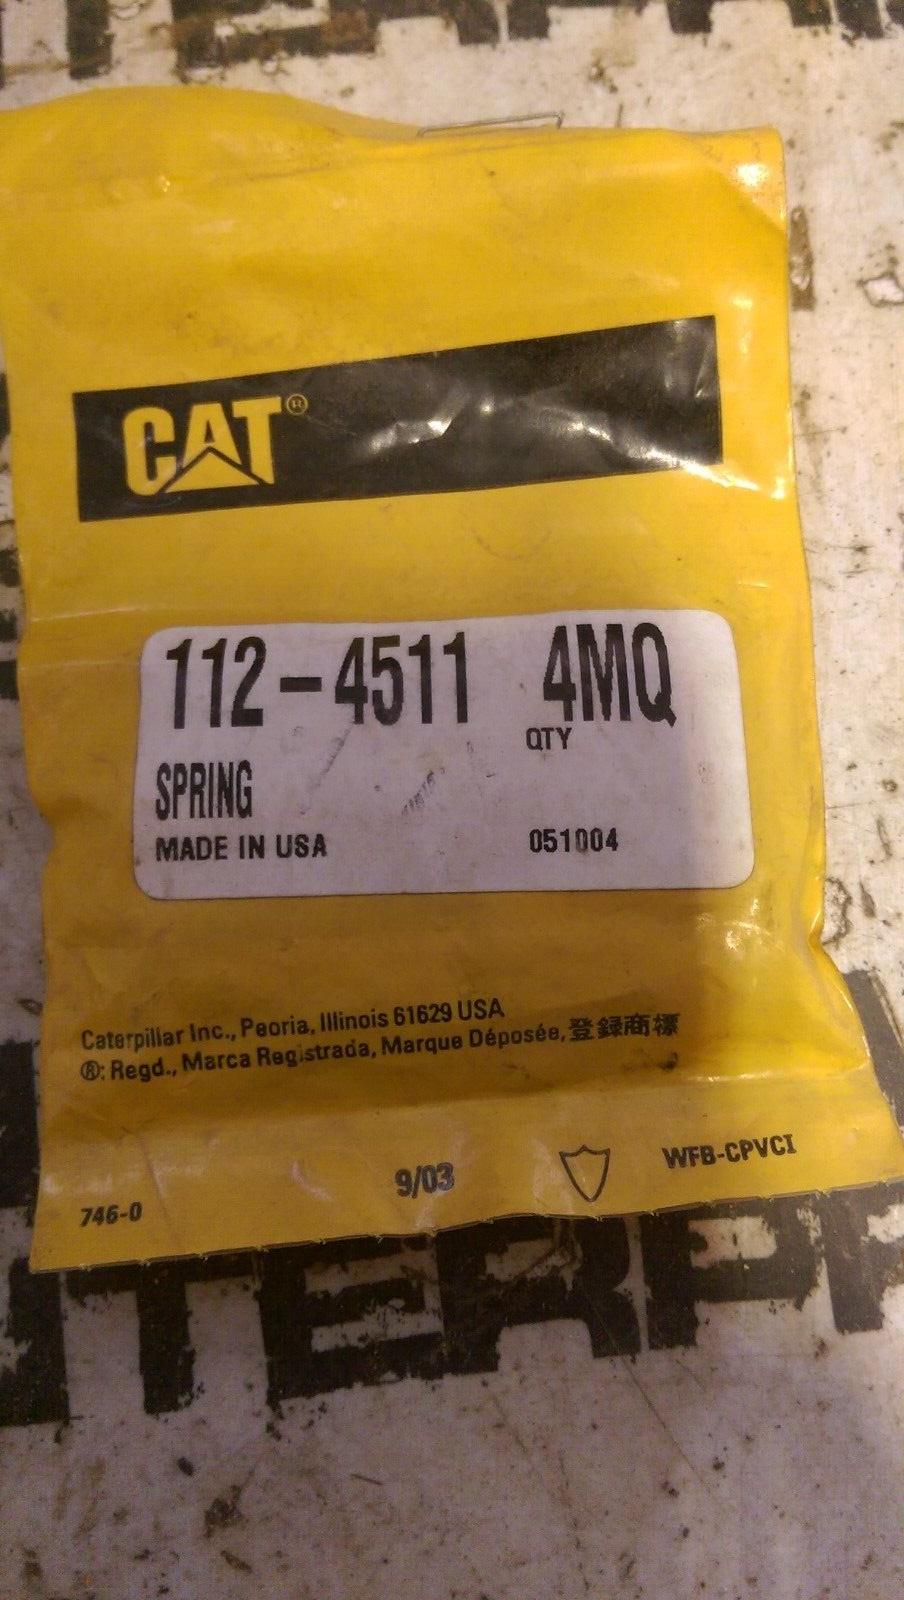 CAT®
112-4511 4MQ
QTY
SPRING
MADE IN USA 051004
Caterpillar Inc., Peoria, Illinois 61629 USA
®: Regd., Marca Registrada, Marque Déposée, 登録商標
746-0 9/03 WFB-CPVCI